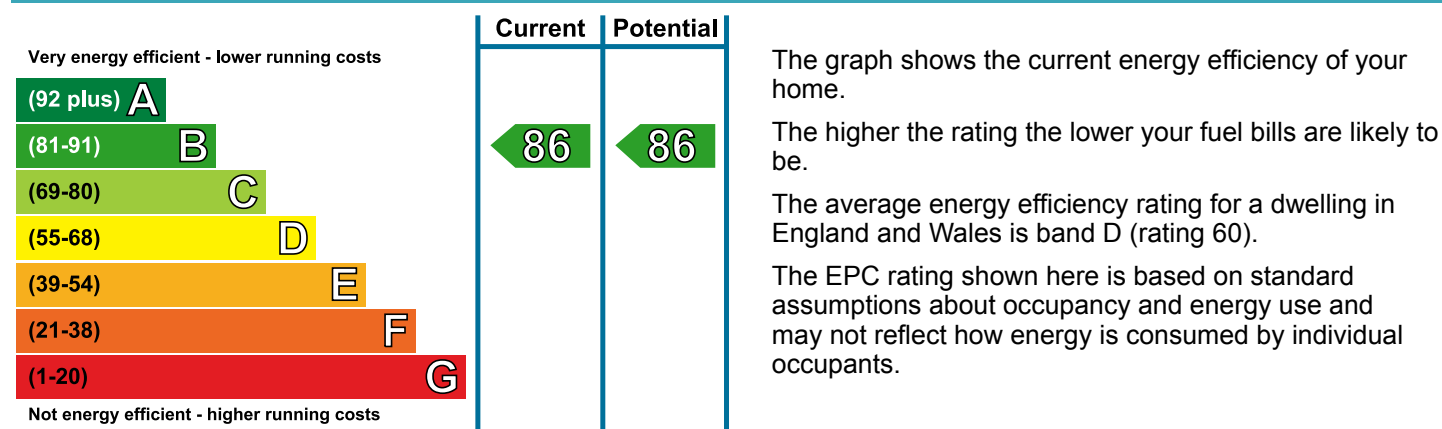 Current Potential
Very energy efficient - lower running costs
(92 plus) A
(81-91) B
86 86
(69-80) C
(55-68) D
(39-54) E
(21-38) F
(1-20) G
Not energy efficient - higher running costs
The graph shows the current energy efficiency of your
home.
The higher the rating the lower your fuel bills are likely to
be.
The average energy efficiency rating for a dwelling in
England and Wales is band D (rating 60).
The EPC rating shown here is based on standard
assumptions about occupancy and energy use and
may not reflect how energy is consumed by individual
occupants.